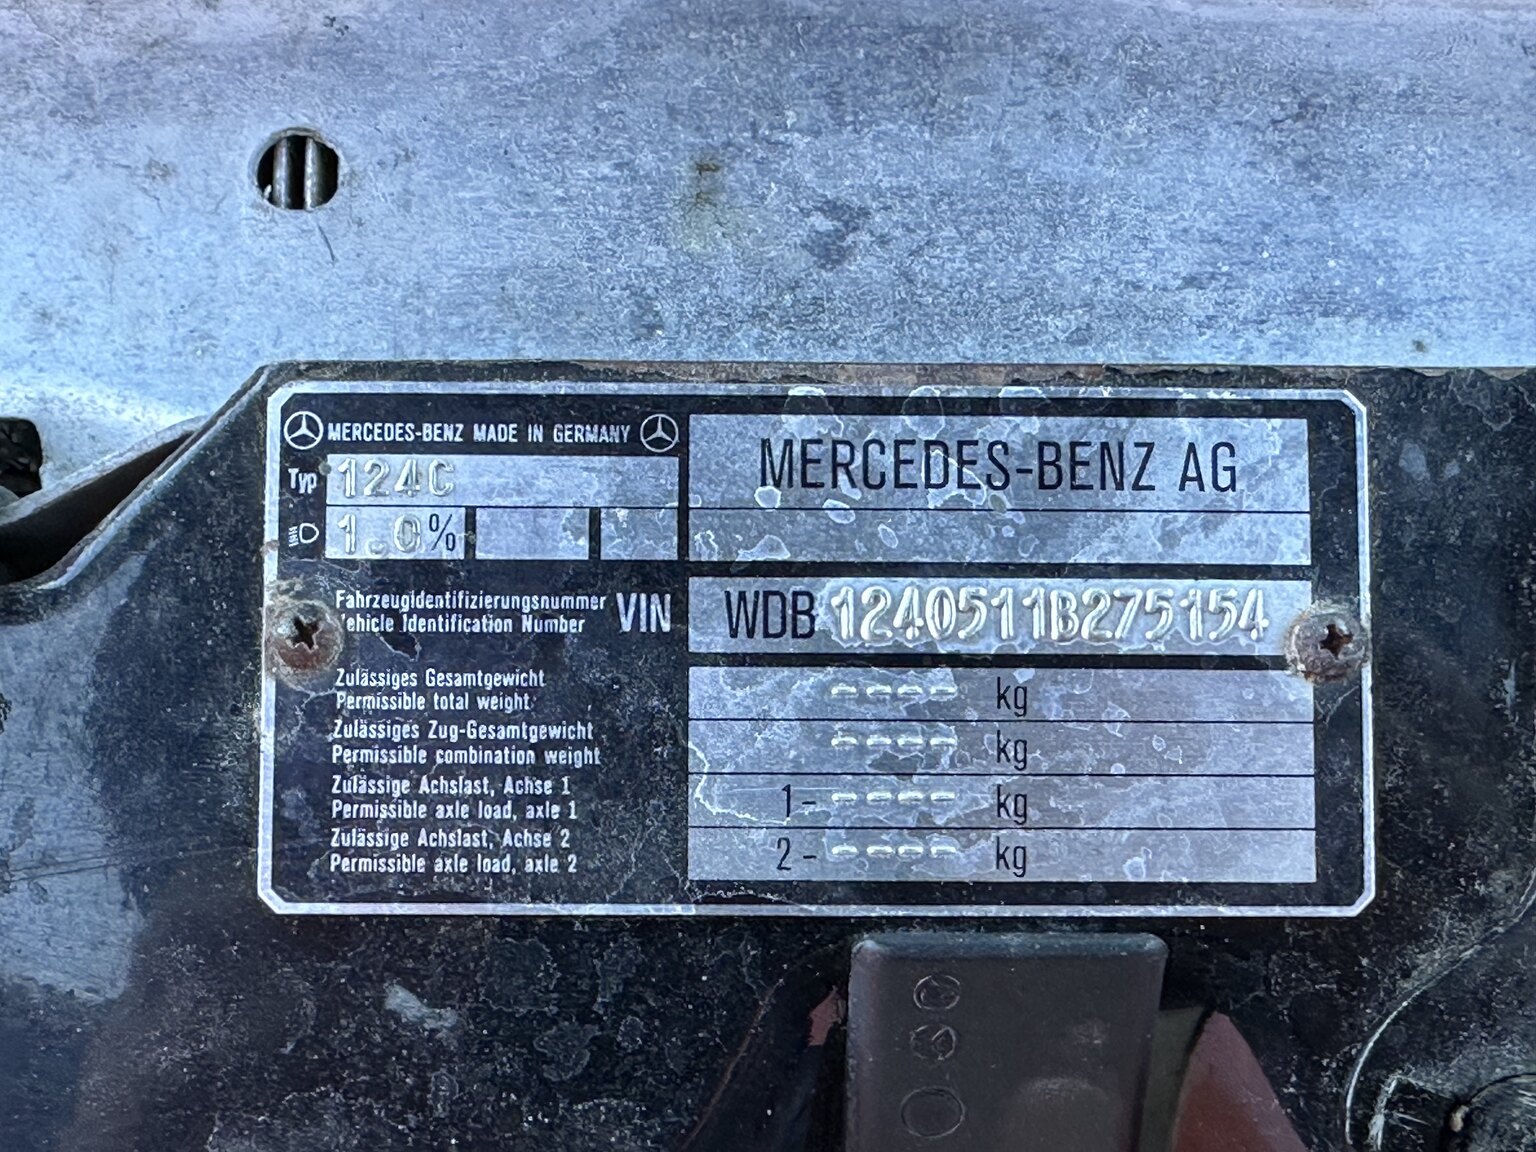 MERCEDES-BENZ MADE IN GERMANY
Typ 124C
1.0%
MERCEDES-BENZ AG
Fahrzeugidentifizierungsnummer
Vehicle Identification Number
VIN
WDB 1240511B275154
Zulässiges Gesamtgewicht
Permissible total weight
---- kg
Zulässiges Zug-Gesamtgewicht
Permissible combination weight
---- kg
Zulässige Achslast, Achse 1
Permissible axle load, axle 1
1- ---- kg
Zulässige Achslast, Achse 2
Permissible axle load, axle 2
2- ---- kg